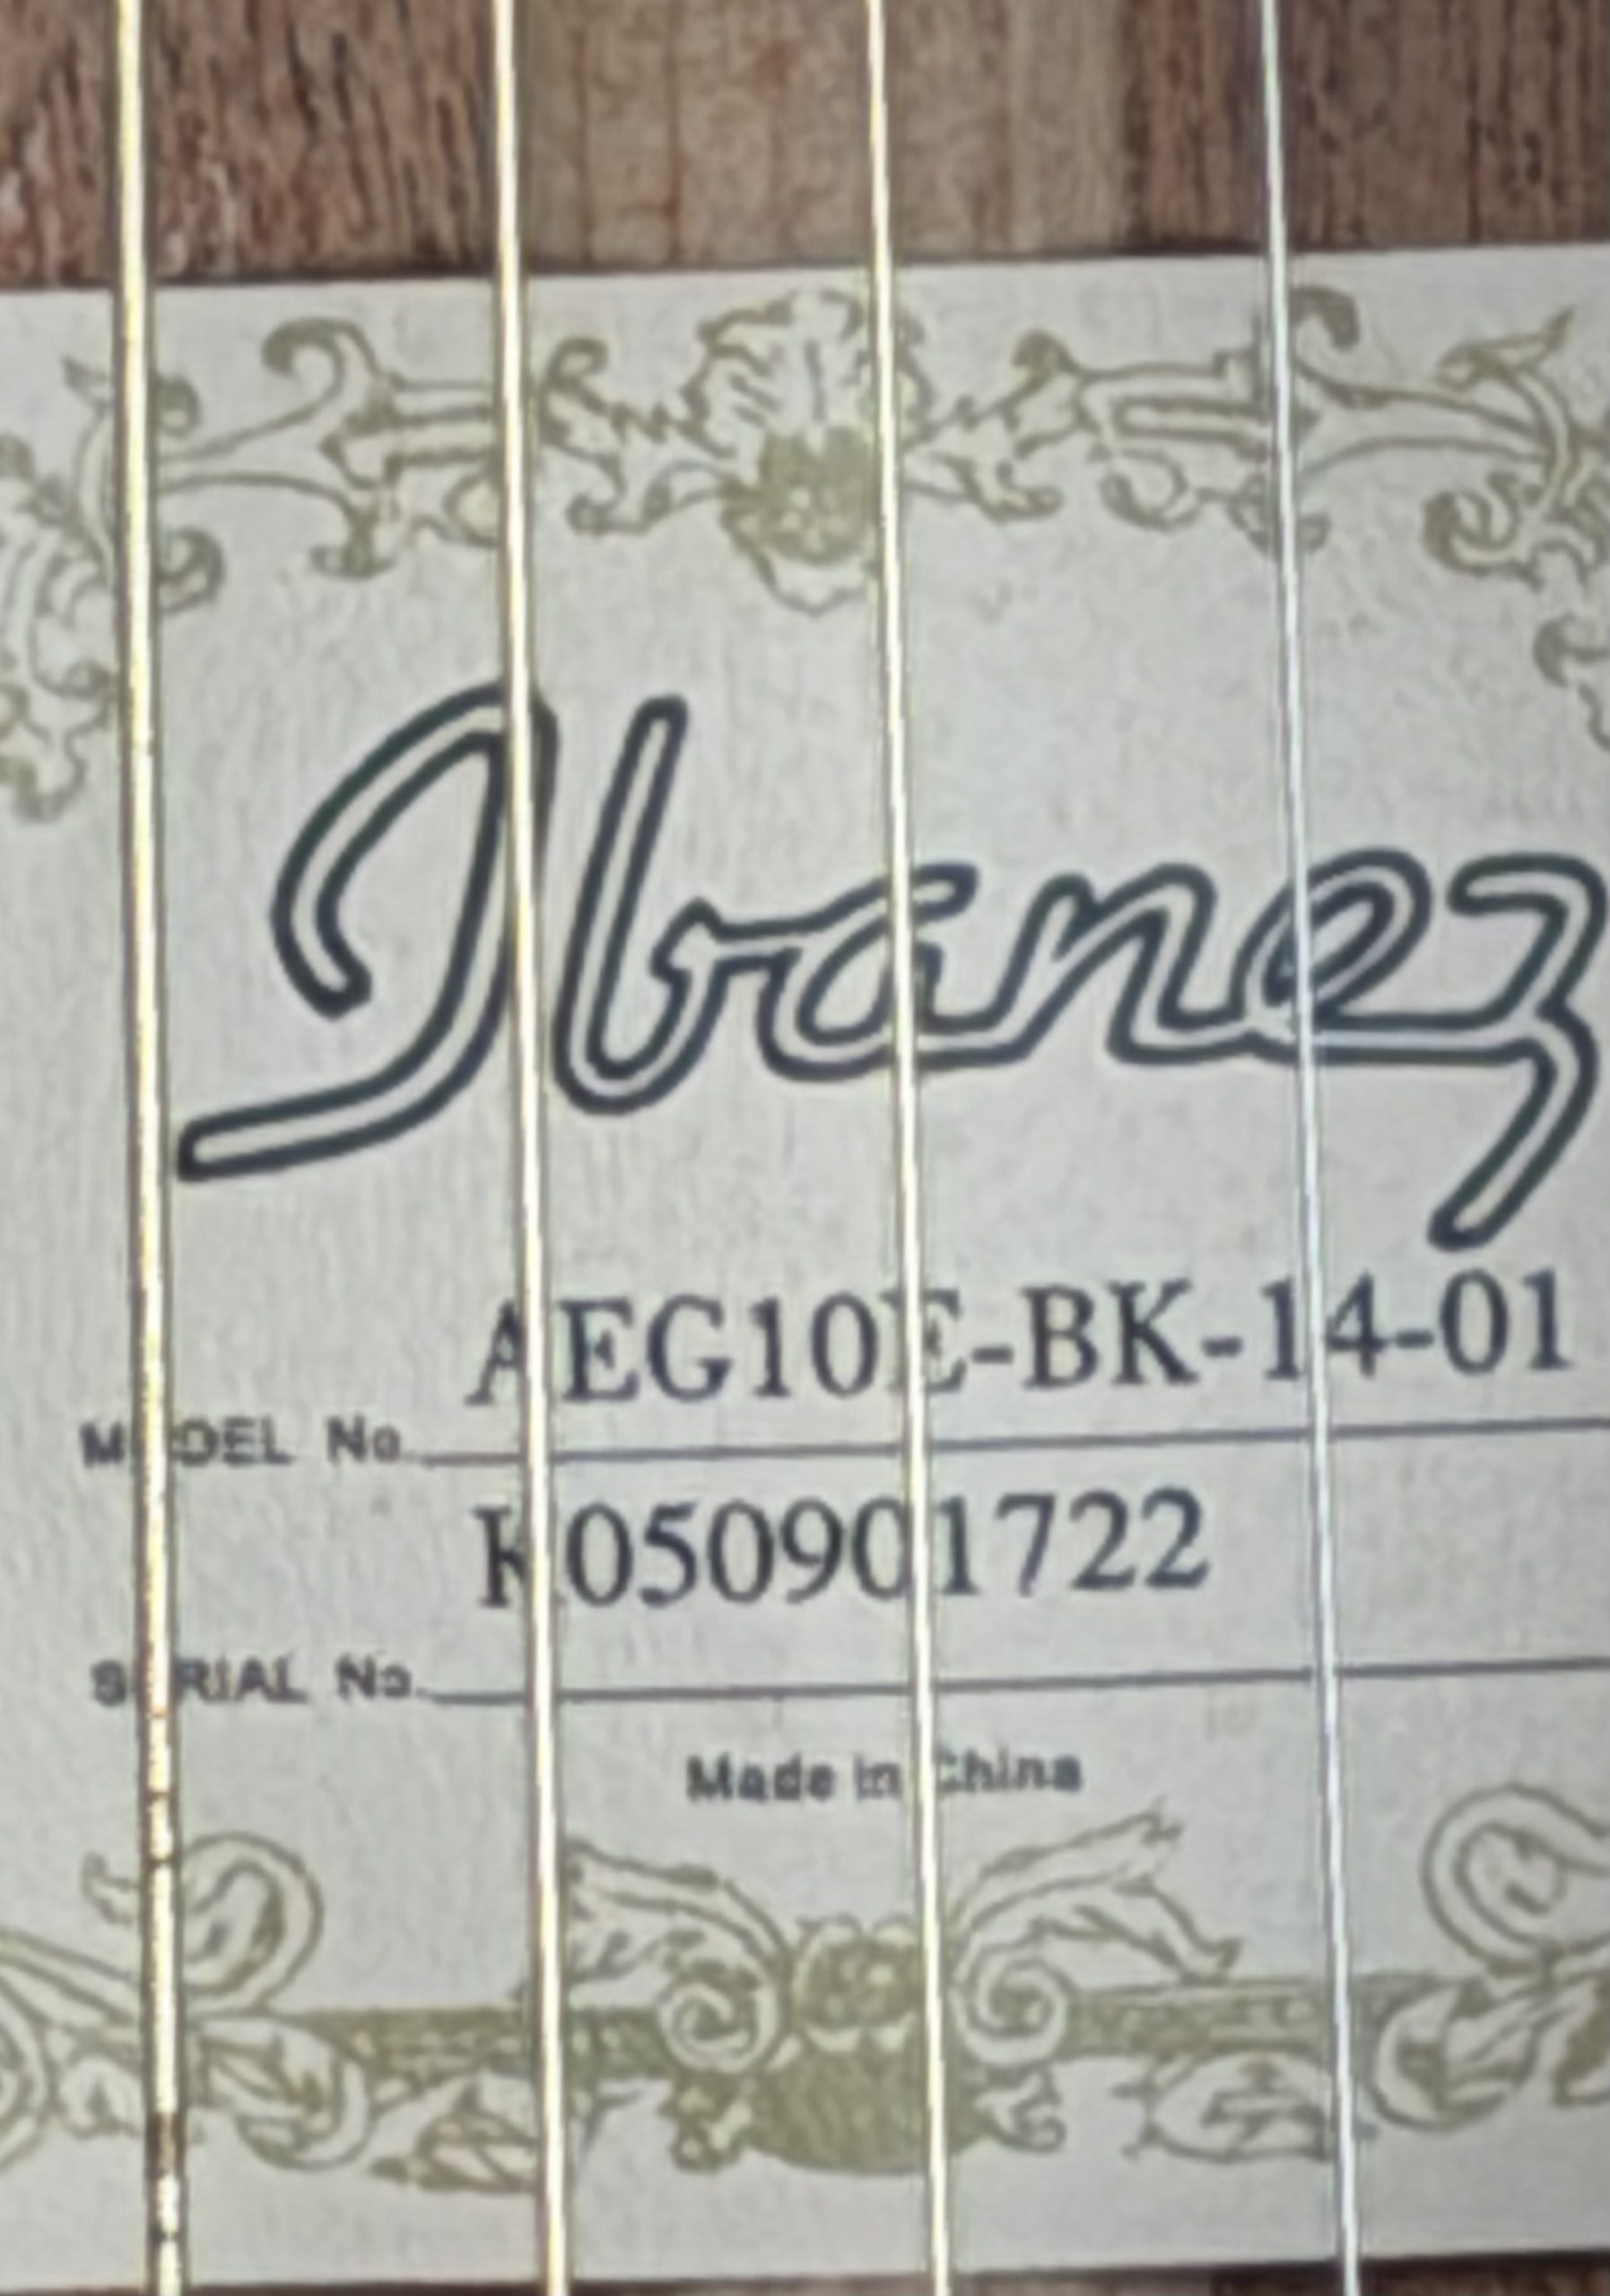 Ibanez
AEG10E-BK-14-01
MODEL No.
K050901722
SERIAL No.
Made in China